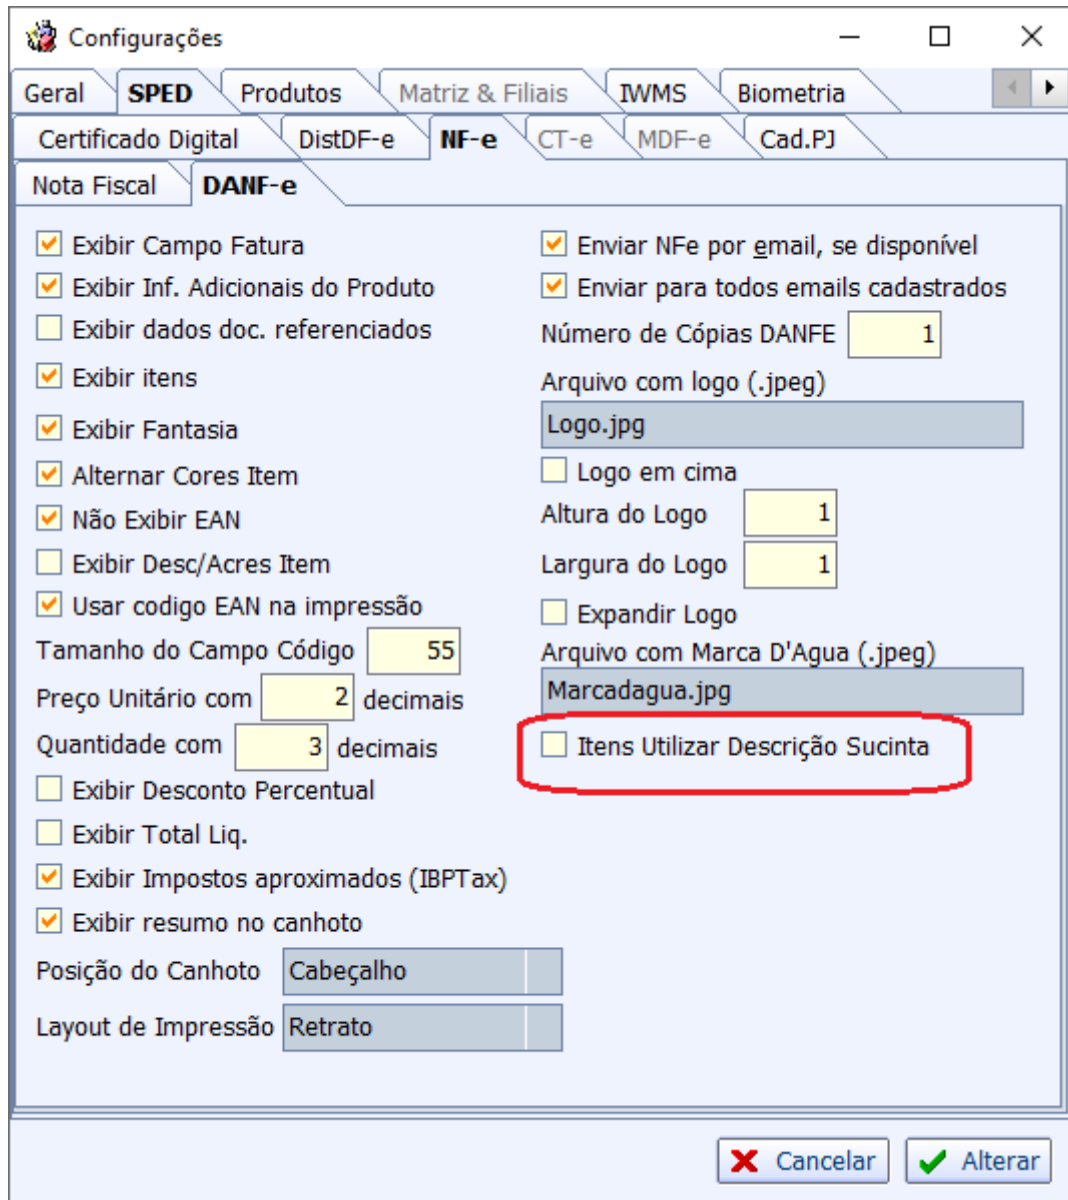 Configurações
Geral SPED Produtos Matriz & Filiais IWMS Biometria
Certificado Digital DistDF-e NF-e CT-e MDF-e Cad.PJ
Nota Fiscal DANF-e
Exibir Campo Fatura
Exibir Inf. Adicionais do Produto
Exibir dados doc. referenciados
Exibir itens
Exibir Fantasia
Alternar Cores Item
Não Exibir EAN
Exibir Desc/Acres Item
Usar codigo EAN na impressão
Tamanho do Campo Código 55
Preço Unitário com 2 decimais
Quantidade com 3 decimais
Exibir Desconto Percentual
Exibir Total Liq.
Exibir Impostos aproximados (IBPTax)
Exibir resumo no canhoto
Posição do Canhoto Cabeçalho
Layout de Impressão Retrato
Enviar NFe por email, se disponível
Enviar para todos emails cadastrados
Número de Cópias DANFE 1
Arquivo com logo (.jpeg)
Logo.jpg
Logo em cima
Altura do Logo 1
Largura do Logo 1
Expandir Logo
Arquivo com Marca D'Agua (.jpeg)
Marcadagua.jpg
Itens Utilizar Descrição Sucinta
Cancelar Alterar